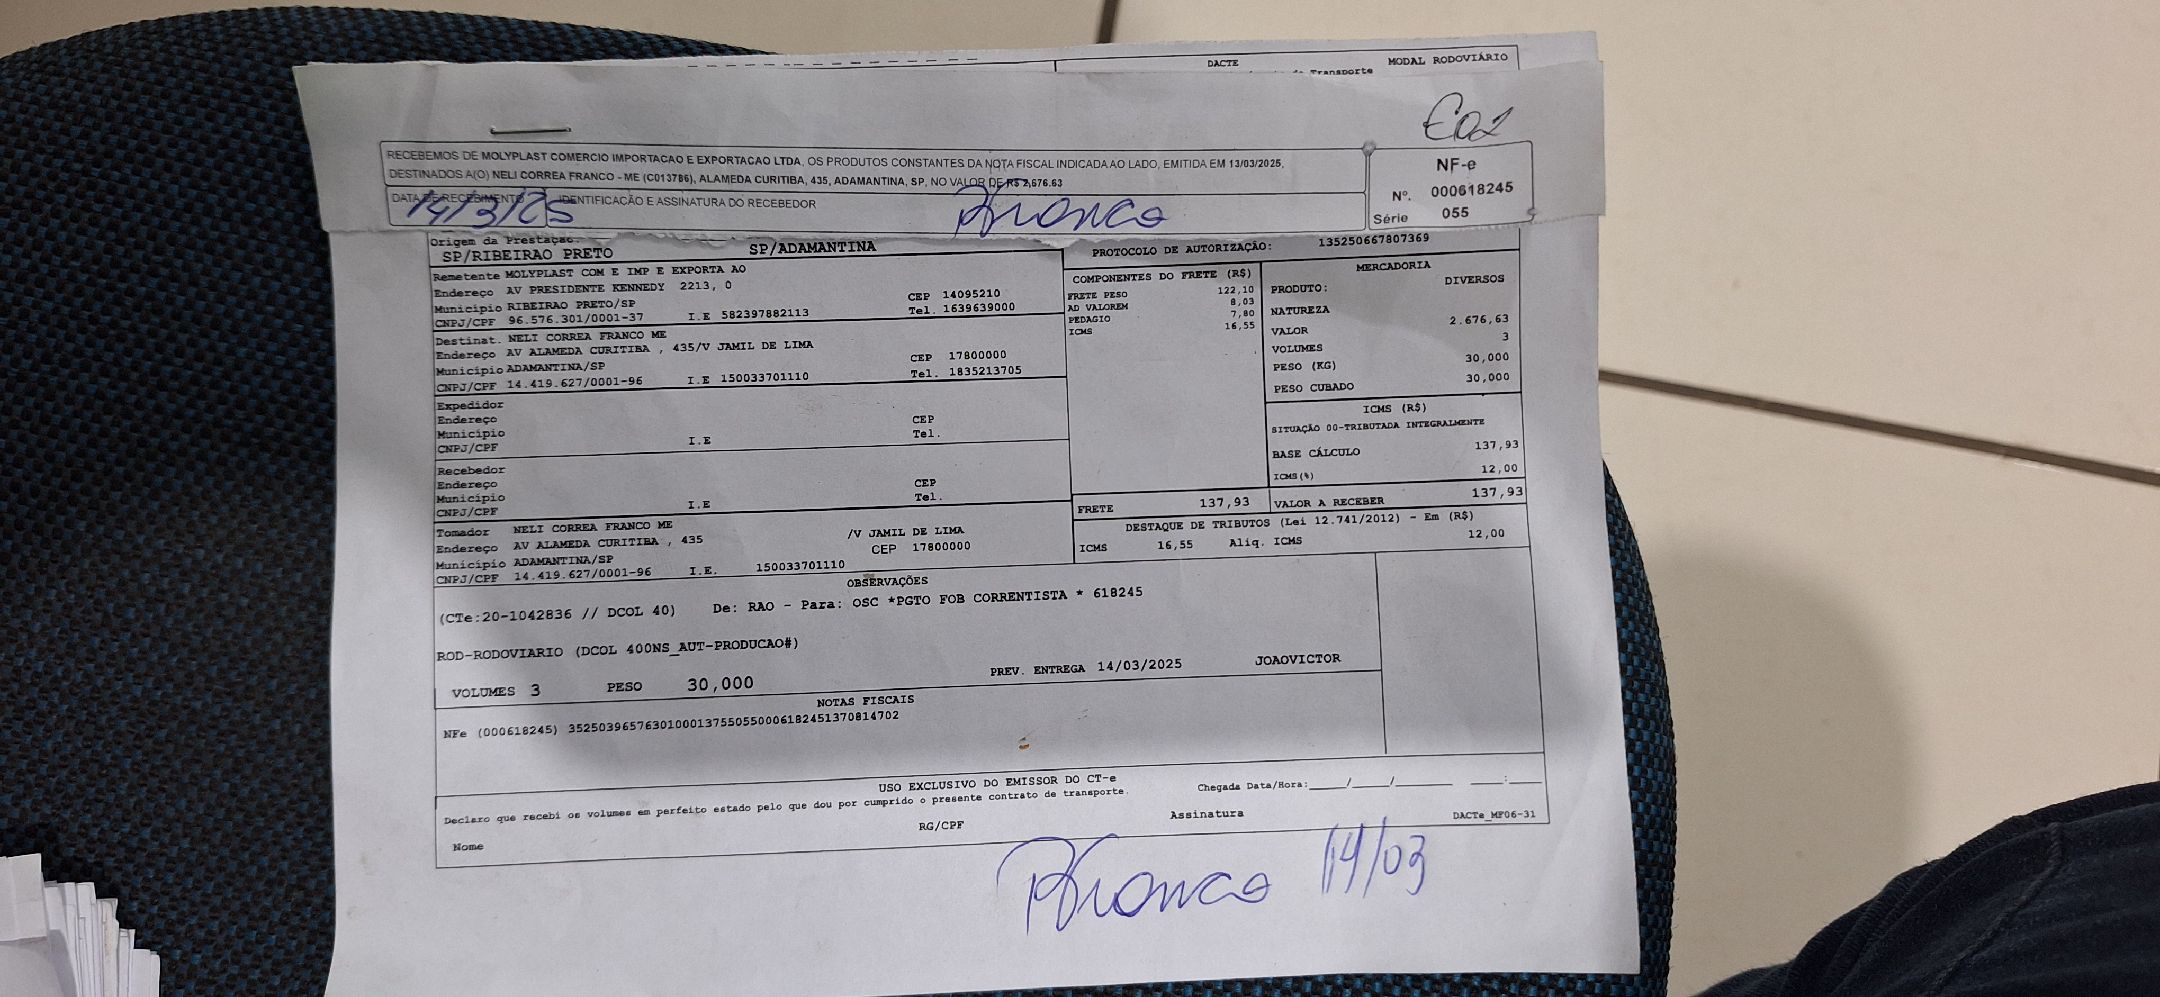 DACTE
MODAL RODOVIÁRIO
de Transporte
E02
RECEBEMOS DE MOLYPLAST COMERCIO IMPORTACAO E EXPORTACAO LTDA, OS PRODUTOS CONSTANTES DA NOTA FISCAL INDICADA AO LADO, EMITIDA EM 13/03/2025,
DESTINADOS A(O) NELI CORREA FRANCO - ME (C013786), ALAMEDA CURITIBA, 435, ADAMANTINA, SP, NO VALOR DE R$ 2,676.63
DATA DE RECEBIMENTO IDENTIFICAÇÃO E ASSINATURA DO RECEBEDOR
14/3/25 Franco
NF-e
Nº. 000618245
Série 055
Origem da Prestação.
SP/RIBEIRAO PRETO SP/ADAMANTINA
PROTOCOLO DE AUTORIZAÇÃO: 135250667807369
Remetente MOLYPLAST COM E IMP E EXPORTA AO
Endereço AV PRESIDENTE KENNEDY 2213, 0
Município RIBEIRAO PRETO/SP CEP 14095210
CNPJ/CPF 96.576.301/0001-37 I.E 582397882113 Tel. 1639639000
Destinat. NELI CORREA FRANCO ME
Endereço AV ALAMEDA CURITIBA , 435/V JAMIL DE LIMA
Município ADAMANTINA/SP CEP 17800000
CNPJ/CPF 14.419.627/0001-96 I.E 150033701110 Tel. 1835213705
Expedidor
Endereço CEP
Município Tel.
CNPJ/CPF I.E
Recebedor
Endereço CEP
Município Tel.
CNPJ/CPF I.E
Tomador NELI CORREA FRANCO ME
Endereço AV ALAMEDA CURITIBA , 435 /V JAMIL DE LIMA
Município ADAMANTINA/SP CEP 17800000
CNPJ/CPF 14.419.627/0001-96 I.E. 150033701110
COMPONENTES DO FRETE (R$)
FRETE PESO 122,10
AD VALOREM 8,03
PEDAGIO 7,80
ICMS 16,55
MERCADORIA
PRODUTO: DIVERSOS
NATUREZA
VALOR 2.676,63
VOLUMES 3
PESO (KG) 30,000
PESO CUBADO 30,000
ICMS (R$)
SITUAÇÃO 00-TRIBUTADA INTEGRALMENTE
BASE CÁLCULO 137,93
ICMS(%) 12,00
FRETE 137,93 VALOR A RECEBER 137,93
DESTAQUE DE TRIBUTOS (Lei 12.741/2012) - Em (R$)
ICMS 16,55 Aliq. ICMS 12,00
OBSERVAÇÕES
(CTe:20-1042836 // DCOL 40) De: RAO - Para: OSC *PGTO FOB CORRENTISTA * 618245
ROD-RODOVIARIO (DCOL 400NS_AUT-PRODUCAO#)
PREV. ENTREGA 14/03/2025 JOAOVICTOR
VOLUMES 3 PESO 30,000
NOTAS FISCAIS
NFe (000618245) 35250396576301000137550550006182451370814702
USO EXCLUSIVO DO EMISSOR DO CT-e
Declaro que recebi os volumes em perfeito estado pelo que dou por cumprido o presente contrato de transporte.
Chegada Data/Hora:____/____/______ ____:____
Nome RG/CPF Assinatura
DACTe_MF06-31
Franco 14/03